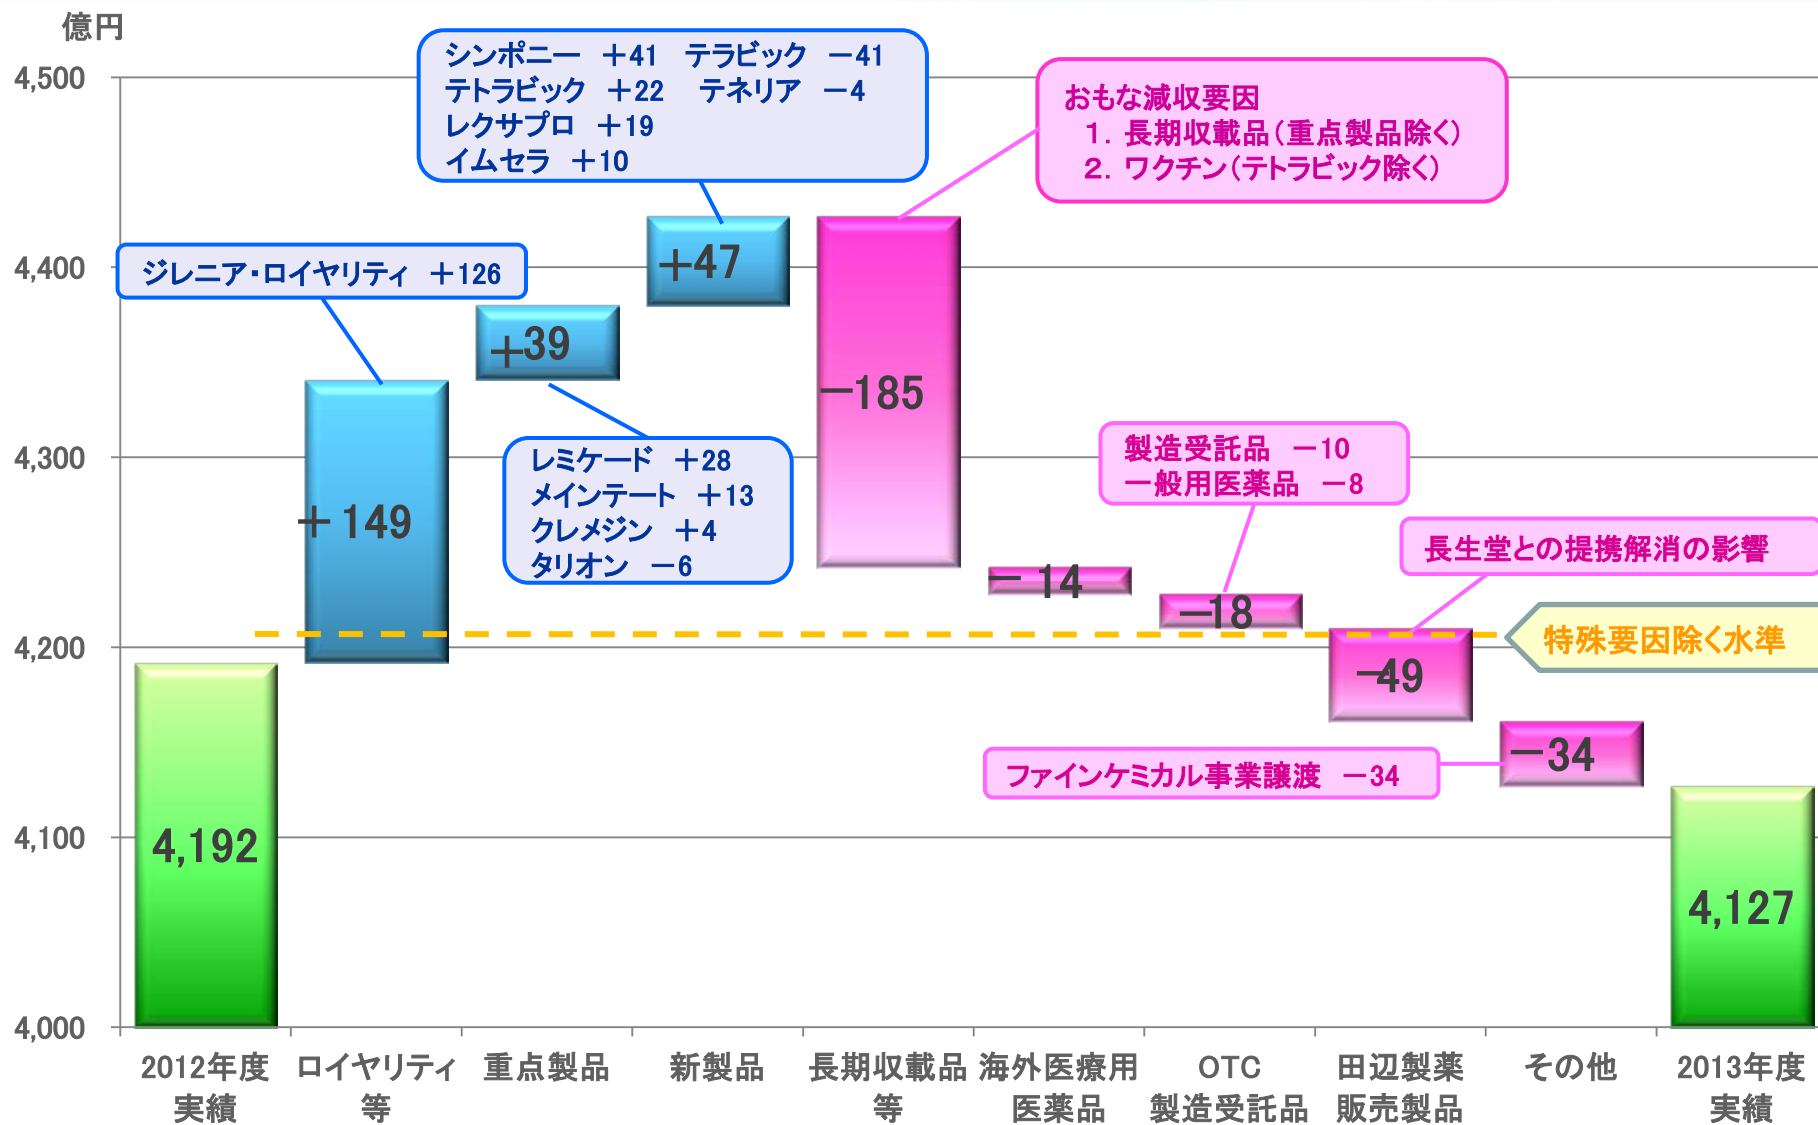 億円
4,500
4,400
4,300
4,200
4,100
4,000
シンポニー ＋41 テラビック －41
テトラビック ＋22 テネリア －4
レクサプロ ＋19
イムセラ ＋10
おもな減収要因
1. 長期収載品（重点製品除く）
2. ワクチン（テトラビック除く）
ジレニア・ロイヤリティ ＋126
レミケード ＋28
メインテート ＋13
クレメジン ＋4
タリオン －6
製造受託品 －10
一般用医薬品 －8
長生堂との提携解消の影響
特殊要因除く水準
ファインケミカル事業譲渡 －34
4,192
＋149
＋39
＋47
－185
－14
－18
－49
－34
4,127
2012年度
実績
ロイヤリティ
等
重点製品
新製品
長期収載品
等
海外医療用
医薬品
OTC
製造受託品
田辺製薬
販売製品
その他
2013年度
実績